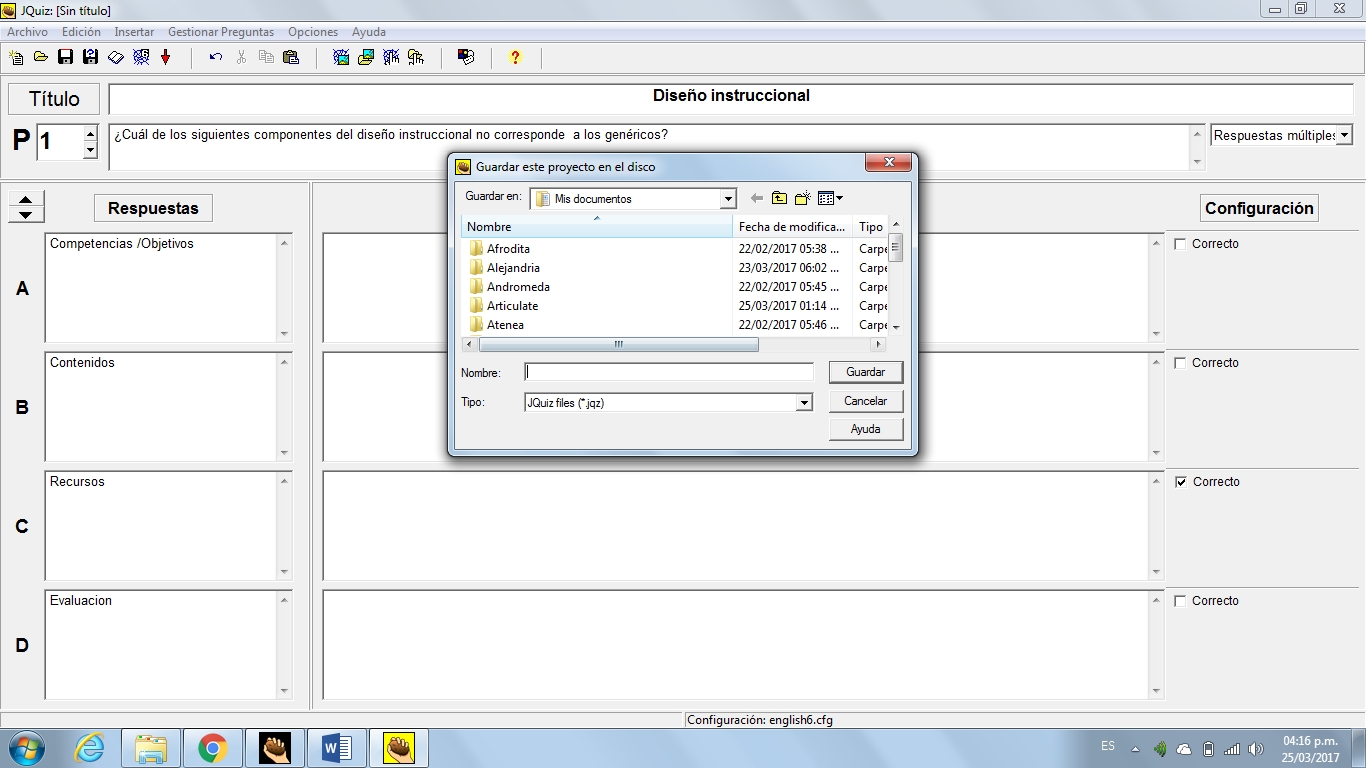 JQuiz: [Sin título]
Archivo Edición Insertar Gestionar Preguntas Opciones Ayuda
Título
Diseño instruccional
P 1
¿Cuál de los siguientes componentes del diseño instruccional no corresponde a los genéricos?
Respuestas múltiples
Guardar este proyecto en el disco
Guardar en: Mis documentos
Nombre Fecha de modifica... Tipo
Afrodita 22/02/2017 05:38 ... Carpe
Alejandria 23/03/2017 06:02 ... Carpe
Andromeda 22/02/2017 05:45 ... Carpe
Articulate 25/03/2017 01:14 ... Carpe
Atenea 22/02/2017 05:46 ... Carpe
Nombre: Guardar
Tipo: JQuiz files (*.jqz) Cancelar
Ayuda
Respuestas
Configuración
A
Competencias /Objetivos
Correcto
B
Contenidos
Correcto
C
Recursos
Correcto
D
Evaluacion
Correcto
Configuración: english6.cfg
ES
04:16 p.m.
25/03/2017